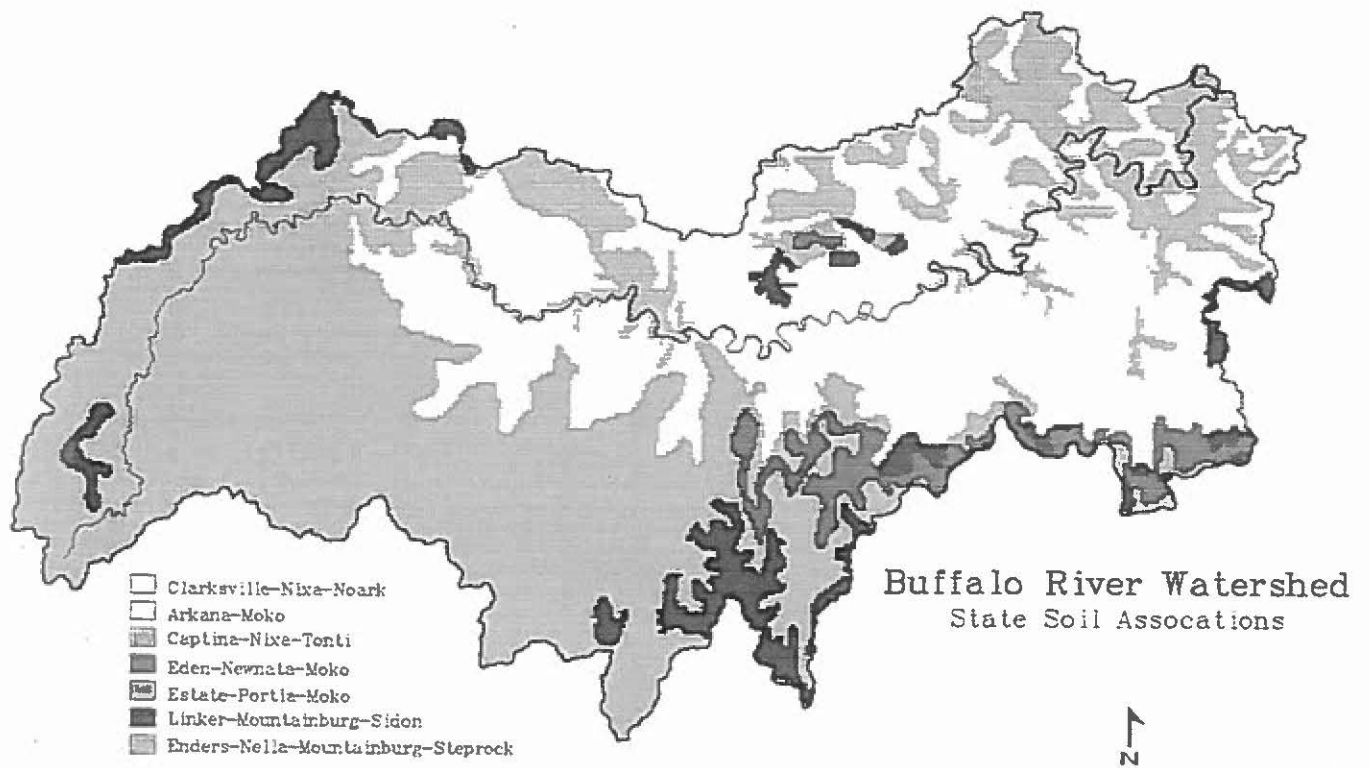 Clarksville-Nixa-Noark
Arkana-Moko
Captina-Nixa-Tonti
Eden-Newnata-Moko
Estate-Portia-Moko
Linker-Mountainburg-Sidon
Enders-Nella-Mountainburg-Steprock
Buffalo River Watershed
State Soil Assocations
N